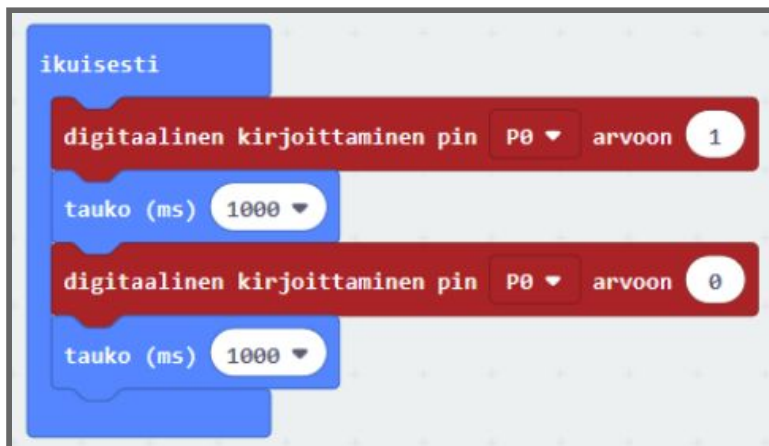 ikuisesti
digitaalinen kirjoittaminen pin P0 arvoon 1
tauko (ms) 1000
digitaalinen kirjoittaminen pin P0 arvoon 0
tauko (ms) 1000